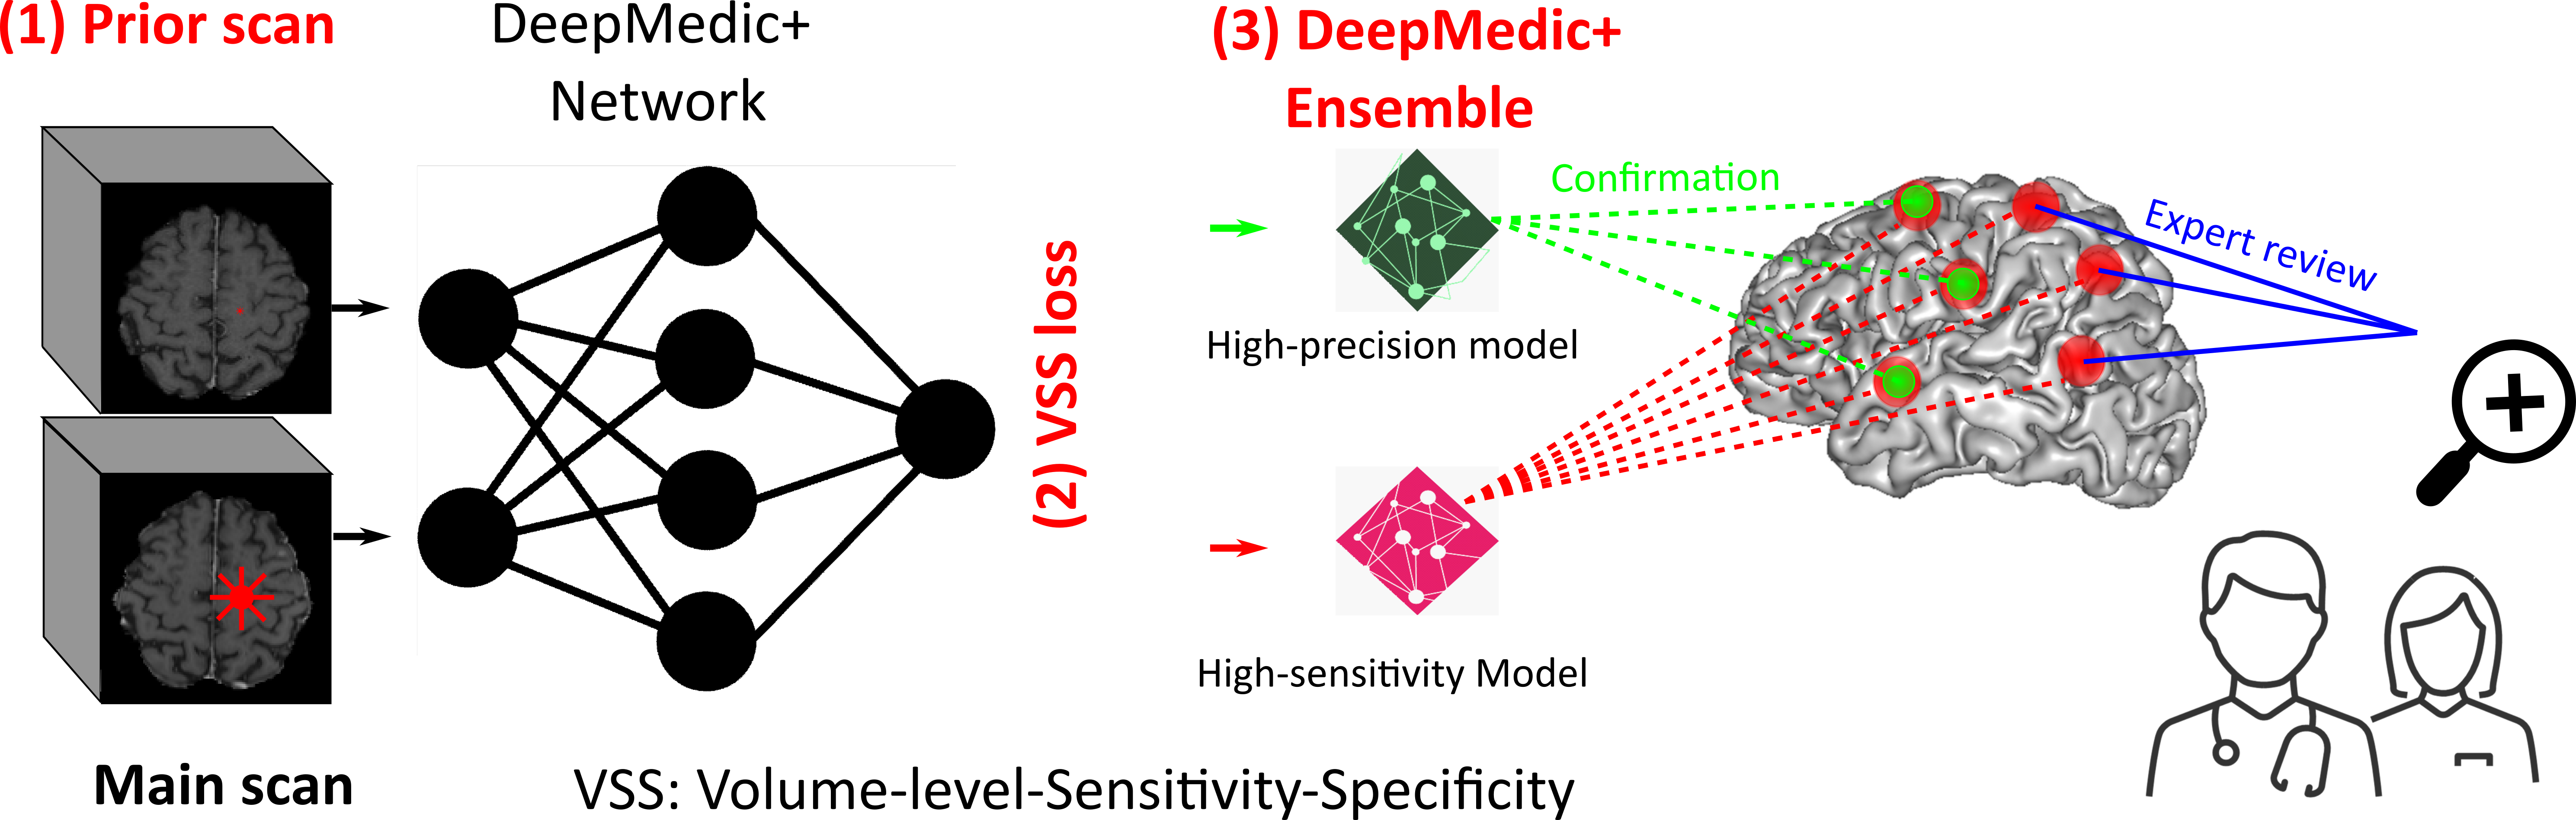 (1) Prior scan
DeepMedic+
Network
(2) VSS loss
(3) DeepMedic+
Ensemble
Confirmation
Expert review
High-precision model
High-sensitivity Model
Main scan
VSS: Volume-level-Sensitivity-Specificity